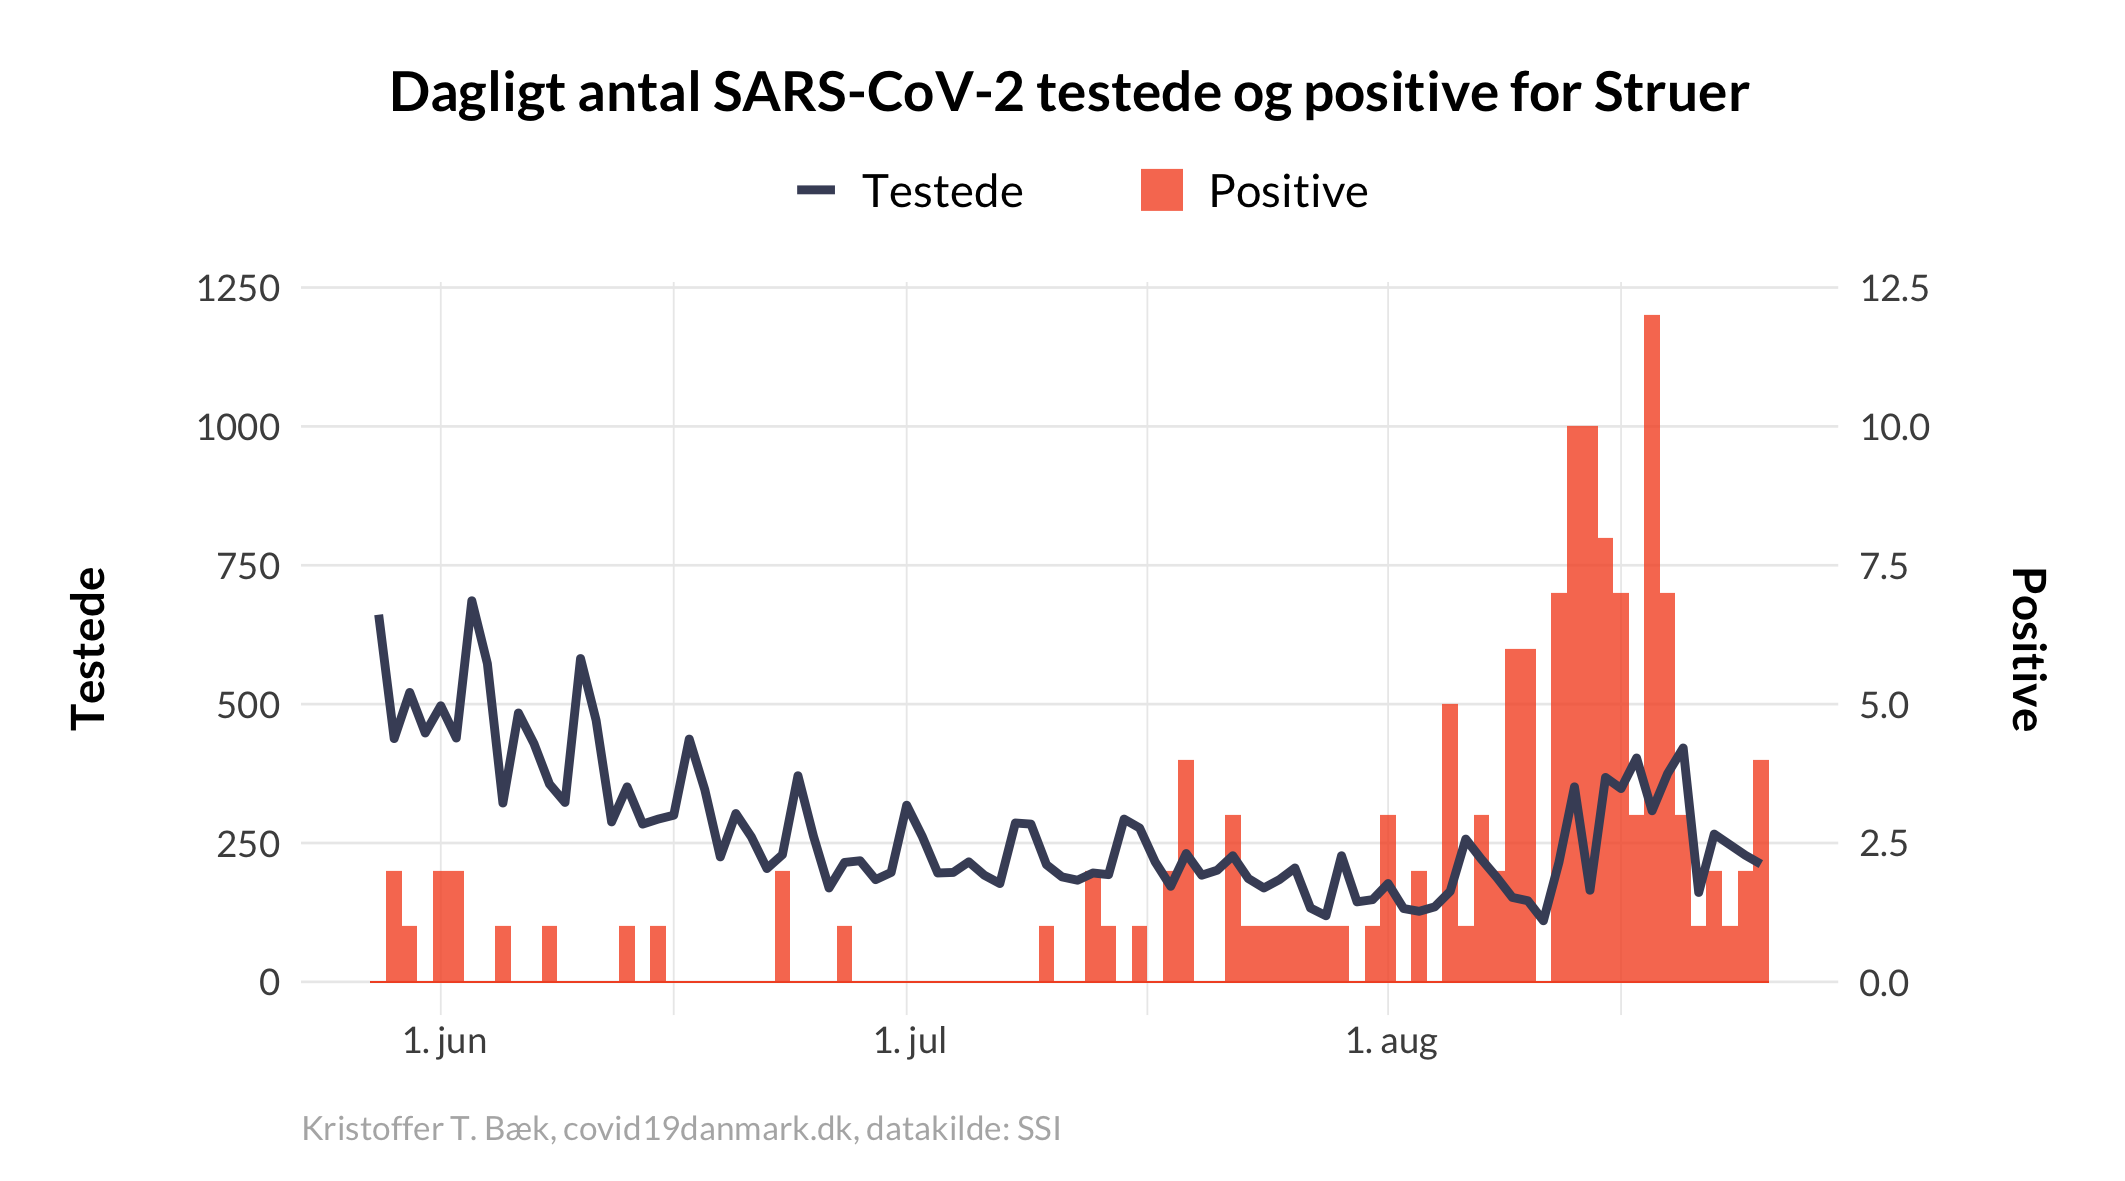 Dagligt antal SARS-CoV-2 testede og positive for Struer
Testede Positive
1250 12.5
1000 10.0
750 7.5
500 5.0
250 2.5
0 0.0
Testede
Positive
1. jun 1. jul 1. aug
Kristoffer T. Bæk, covid19danmark.dk, datakilde: SSI